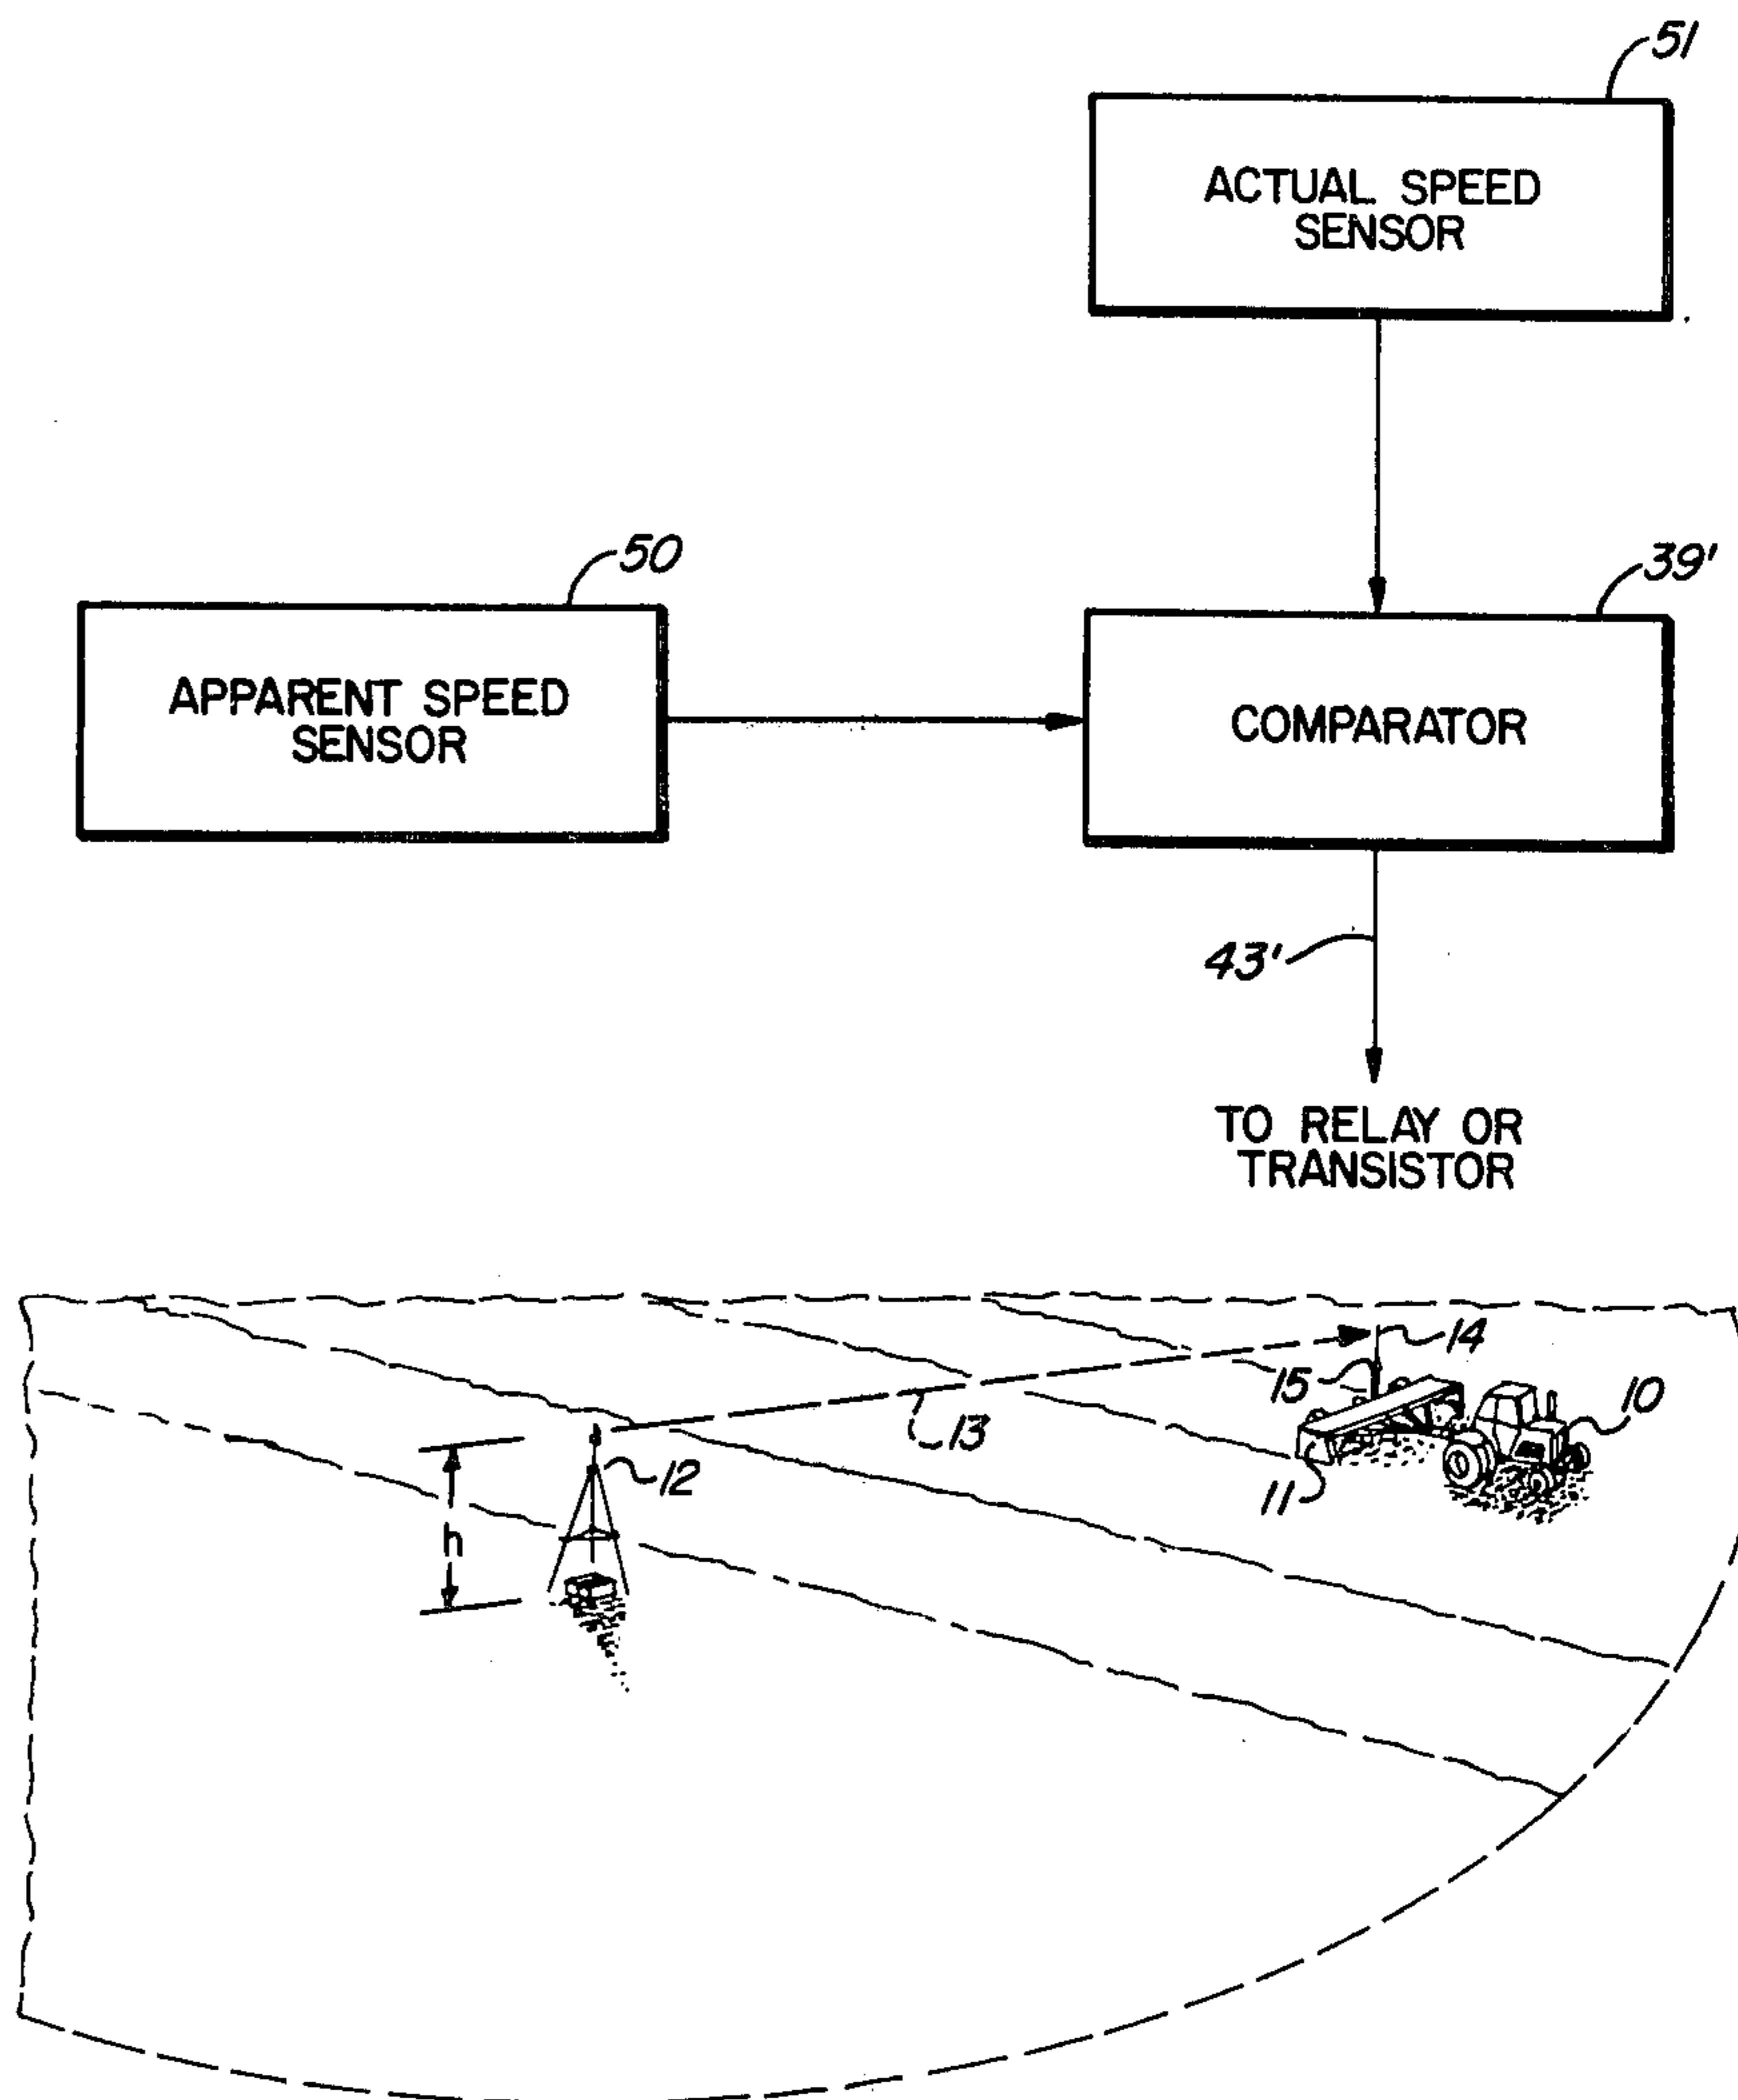 51
ACTUAL SPEED
SENSOR
50
39'
APPARENT SPEED
SENSOR
COMPARATOR
43'
TO RELAY OR
TRANSISTOR
14
15
10
13
12
11
h